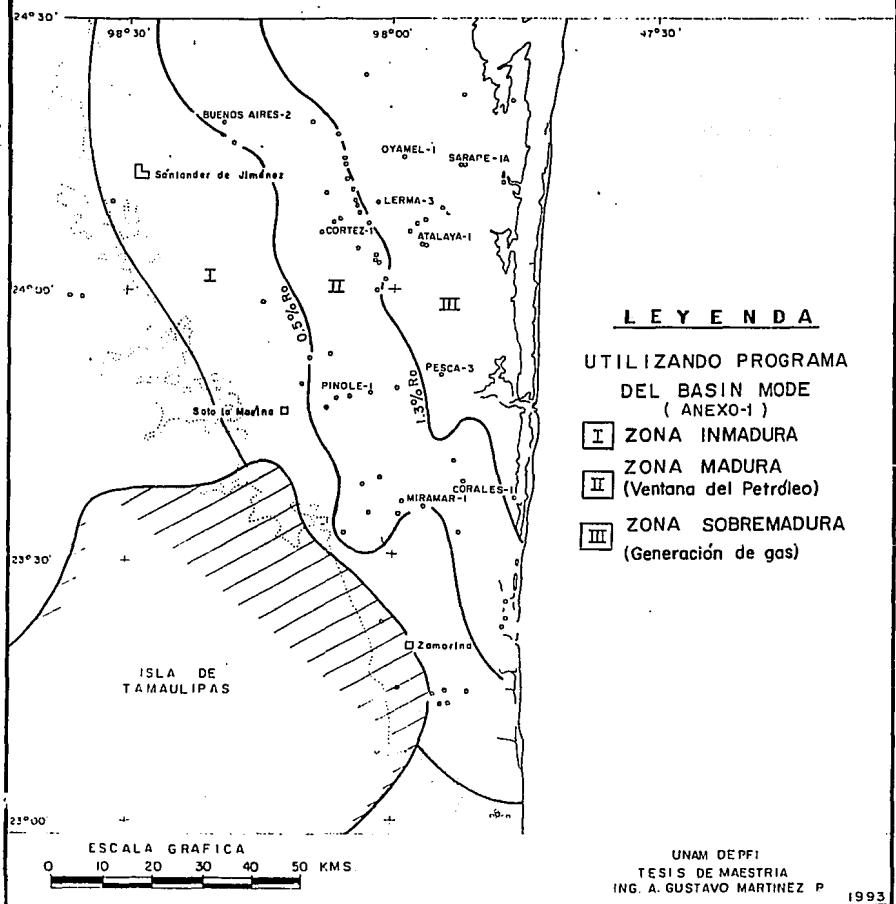 24°30'
98°30'
98°00'
97°30'
BUENOS AIRES-2
OYAMEL-1
SARAPE-1A
Santander de Jiménez
LERMA-3
CORTEZ-1
ATALAYA-1
I
II
III
24°00'
0.5%Ro
1.3%Ro
PESCA-3
PINOLE-1
Soto la Marina
CORALES-1
MIRAMAR-1
23°30'
Zamorina
ISLA DE
TAMAULIPAS
23°00'
LEYENDA
UTILIZANDO PROGRAMA
DEL BASIN MODE
( ANEXO-1 )
I ZONA INMADURA
II ZONA MADURA
(Ventana del Petróleo)
III ZONA SOBREMADURA
(Generación de gas)
ESCALA GRAFICA
0 10 20 30 40 50 KMS.
UNAM DEPFI
TESIS DE MAESTRIA
ING. A. GUSTAVO MARTINEZ P
1993